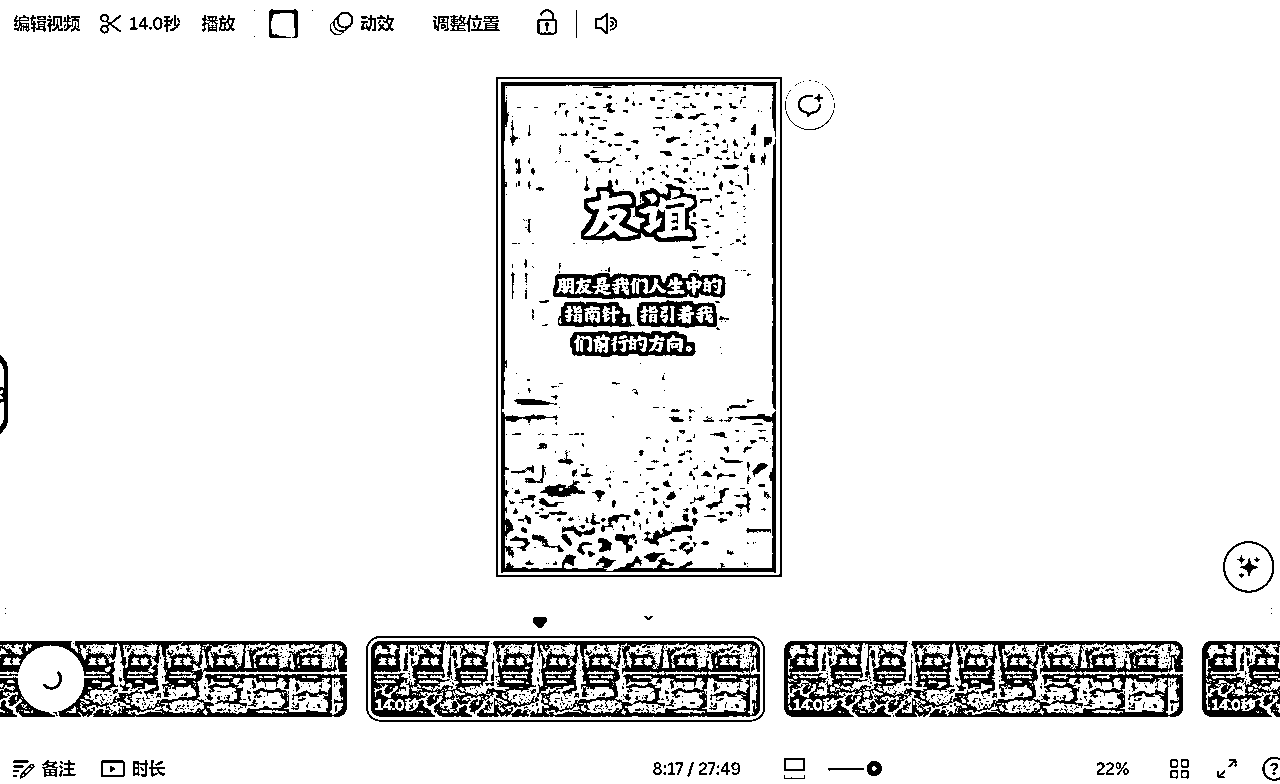 编辑视频 14.0秒 播放 动效 调整位置
友谊
朋友是我们人生中的
指南针，指引着我
们前行的方向。
14.0秒 14.0秒 14.0秒
备注 时长 8:17 / 27:49 22%